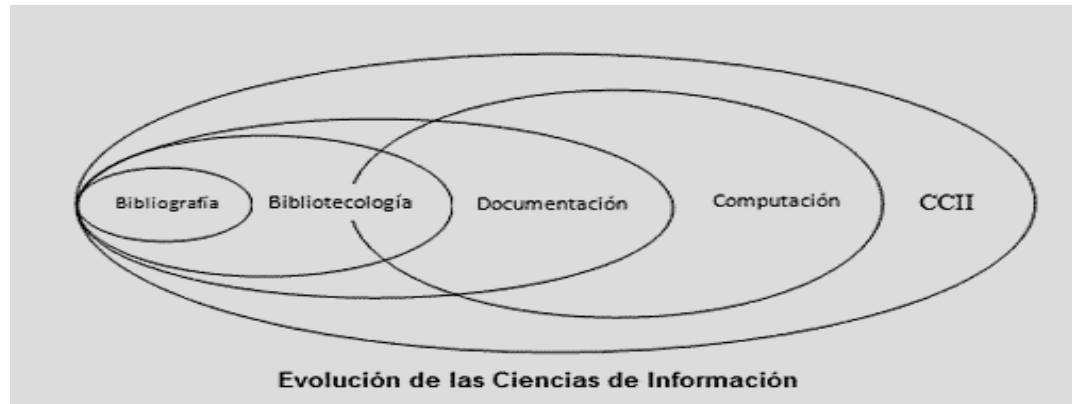 Bibliografía Bibliotecología Documentación Computación CCII
Evolución de las Ciencias de Información